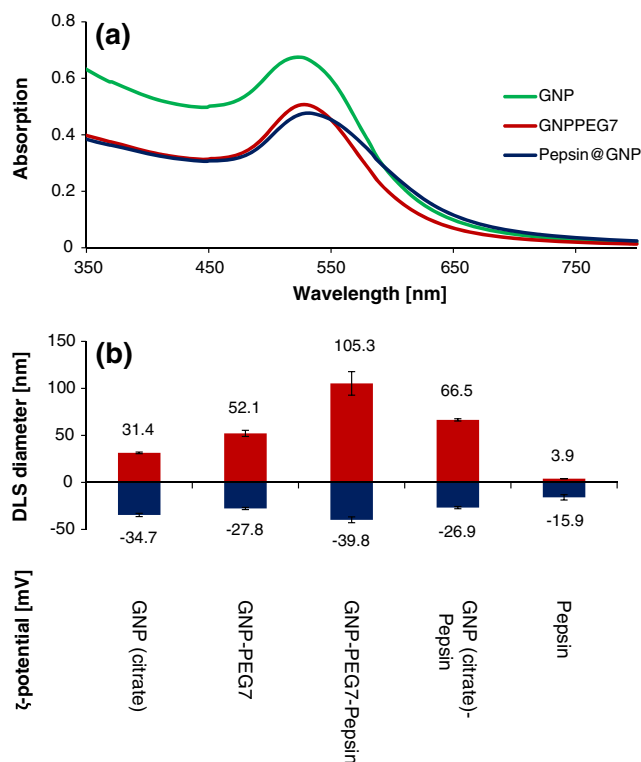 (a)
0.8
0.6
0.4
0.2
0
Absorption
GNP
GNPPEG7
Pepsin@GNP
350
450
550
650
750
Wavelength [nm]
(b)
150
100
50
0
-50
DLS diameter [nm]
ζ-potential [mV]
31.4
52.1
105.3
66.5
3.9
-34.7
-27.8
-39.8
-26.9
-15.9
GNP (citrate)
GNP-PEG7
GNP-PEG7-Pepsin
GNP (citrate)-
Pepsin
Pepsin